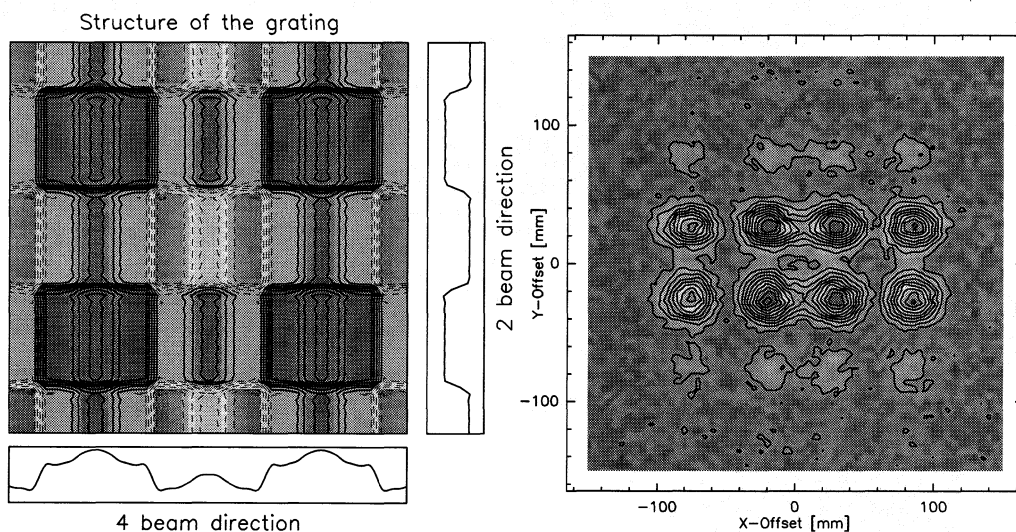 Structure of the grating
2 beam direction
4 beam direction
100
0
-100
Y-Offset [mm]
-100
0
100
X-Offset [mm]